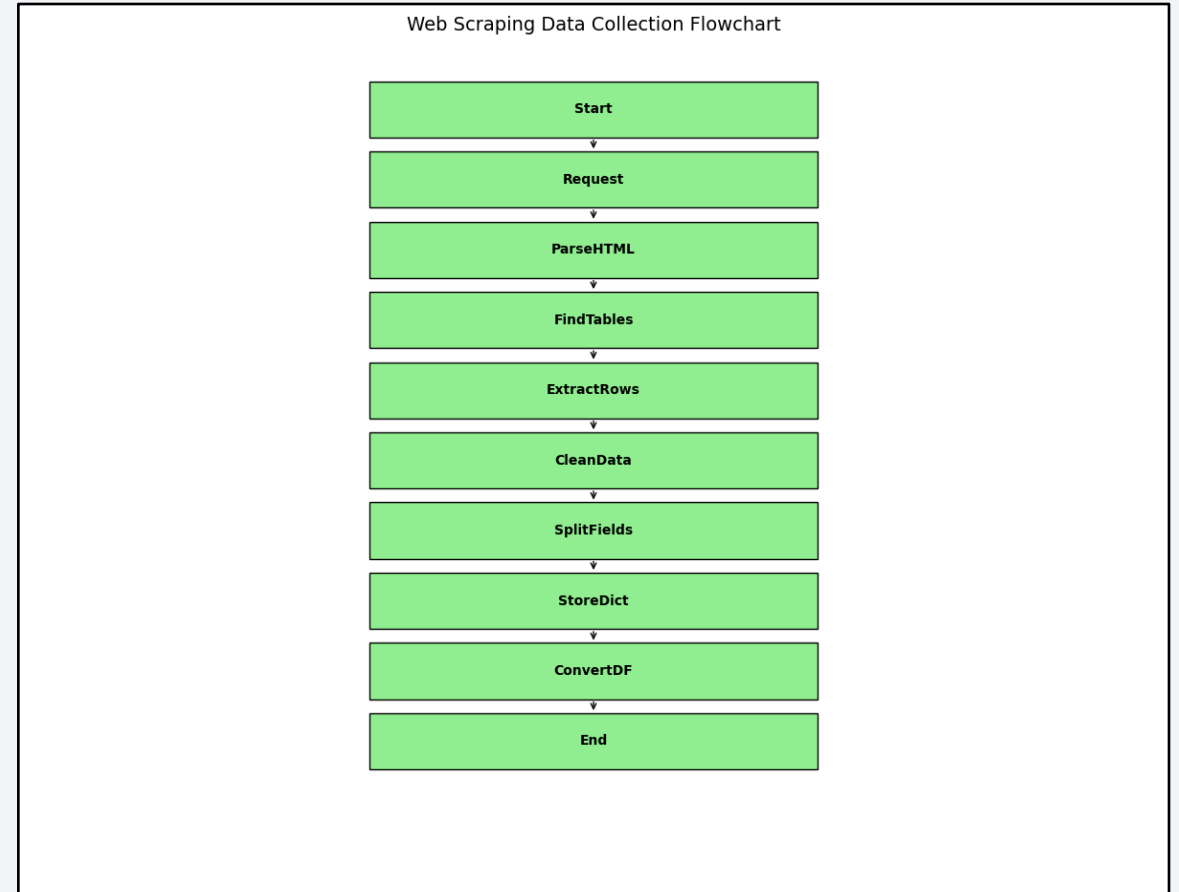 Web Scraping Data Collection Flowchart
Start
Request
ParseHTML
FindTables
ExtractRows
CleanData
SplitFields
StoreDict
ConvertDF
End